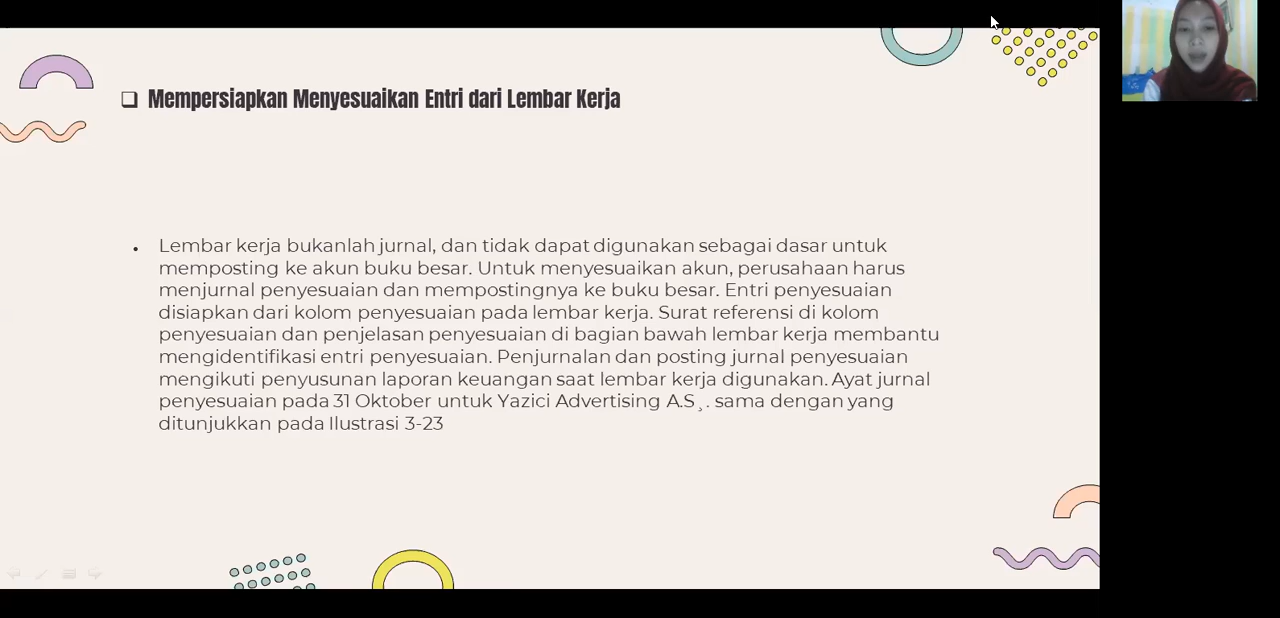 Mempersiapkan Menyesuaikan Entri dari Lembar Kerja
Lembar kerja bukanlah jurnal, dan tidak dapat digunakan sebagai dasar untuk
memposting ke akun buku besar. Untuk menyesuaikan akun, perusahaan harus
menjurnal penyesuaian dan mempostingnya ke buku besar. Entri penyesuaian
disiapkan dari kolom penyesuaian pada lembar kerja. Surat referensi di kolom
penyesuaian dan penjelasan penyesuaian di bagian bawah lembar kerja membantu
mengidentifikasi entri penyesuaian. Penjurnalan dan posting jurnal penyesuaian
mengikuti penyusunan laporan keuangan saat lembar kerja digunakan. Ayat jurnal
penyesuaian pada 31 Oktober untuk Yazici Advertising A.S¸. sama dengan yang
ditunjukkan pada Ilustrasi 3-23